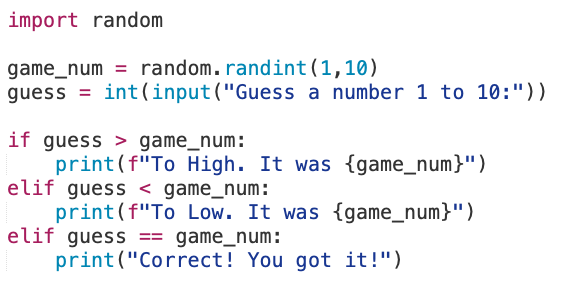 import random

game_num = random.randint(1,10)
guess = int(input("Guess a number 1 to 10:"))

if guess > game_num:
    print(f"To High. It was {game_num}")
elif guess < game_num:
    print(f"To Low. It was {game_num}")
elif guess == game_num:
    print("Correct! You got it!")